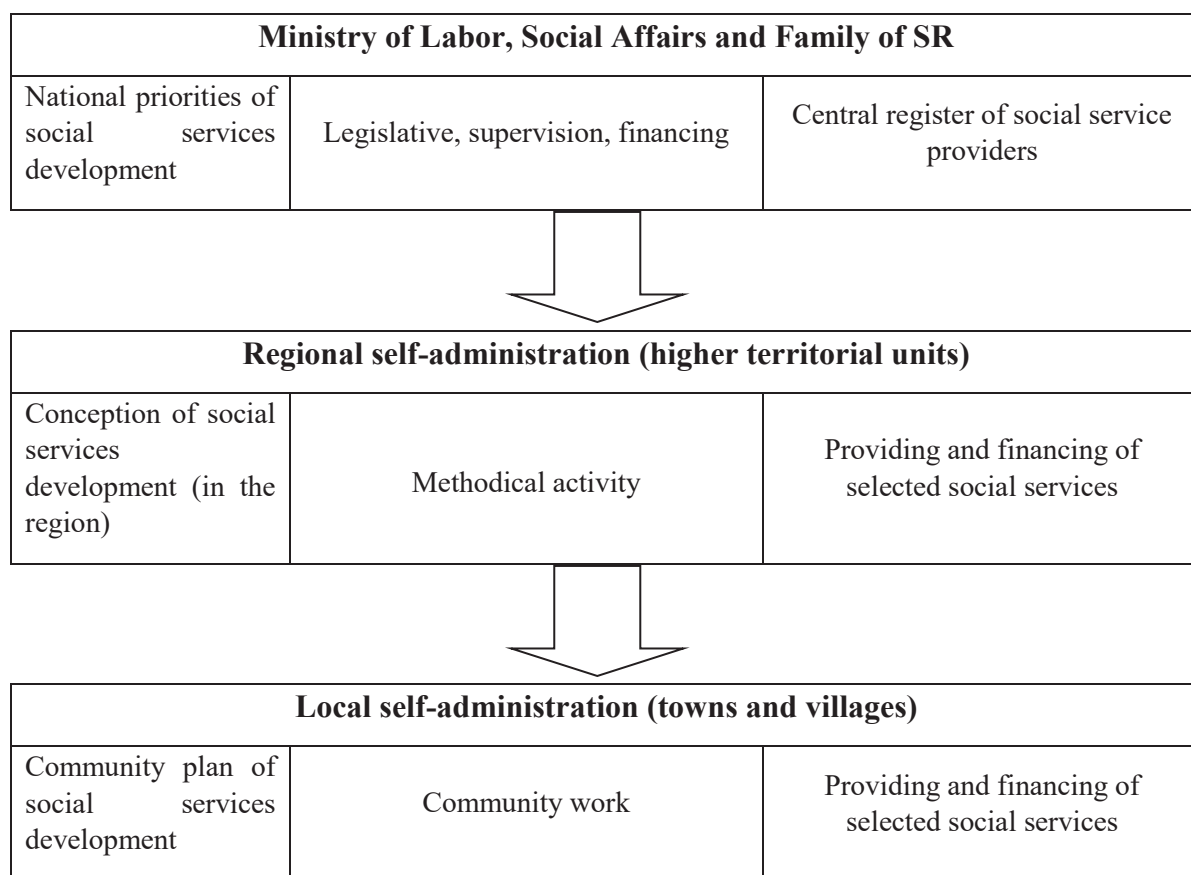 Ministry of Labor, Social Affairs and Family of SR
National priorities of
social services
development
Legislative, supervision, financing
Central register of social service
providers
Regional self-administration (higher territorial units)
Conception of social
services
development (in the
region)
Methodical activity
Providing and financing of
selected social services
Local self-administration (towns and villages)
Community plan of
social services
development
Community work
Providing and financing of
selected social services